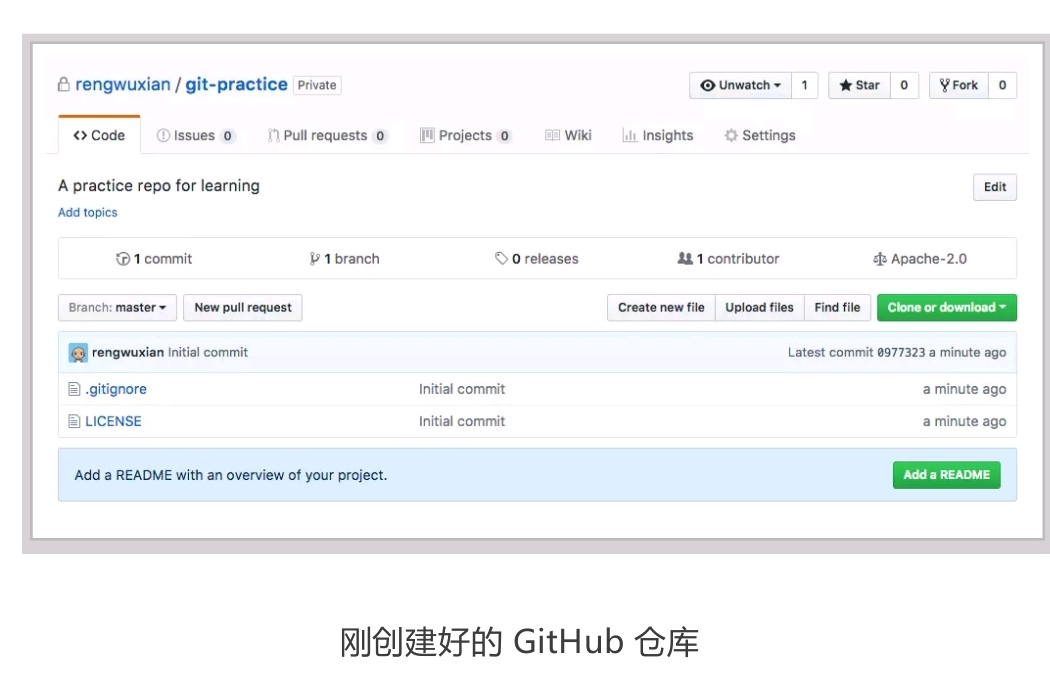 rengwuxian / git-practice Private Unwatch 1 Star 0 Fork 0
Code Issues 0 Pull requests 0 Projects 0 Wiki Insights Settings
A practice repo for learning Edit
Add topics
1 commit 1 branch 0 releases 1 contributor Apache-2.0
Branch: master New pull request Create new file Upload files Find file Clone or download
rengwuxian Initial commit Latest commit 0977323 a minute ago
.gitignore Initial commit a minute ago
LICENSE Initial commit a minute ago
Add a README with an overview of your project. Add a README
刚创建好的 GitHub 仓库